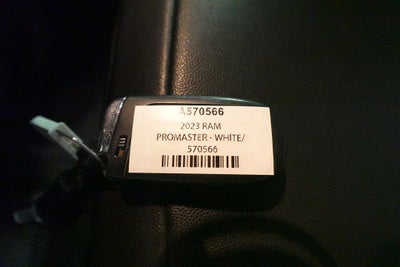 A570566
2023 RAM
PROMASTER - WHITE/
570566